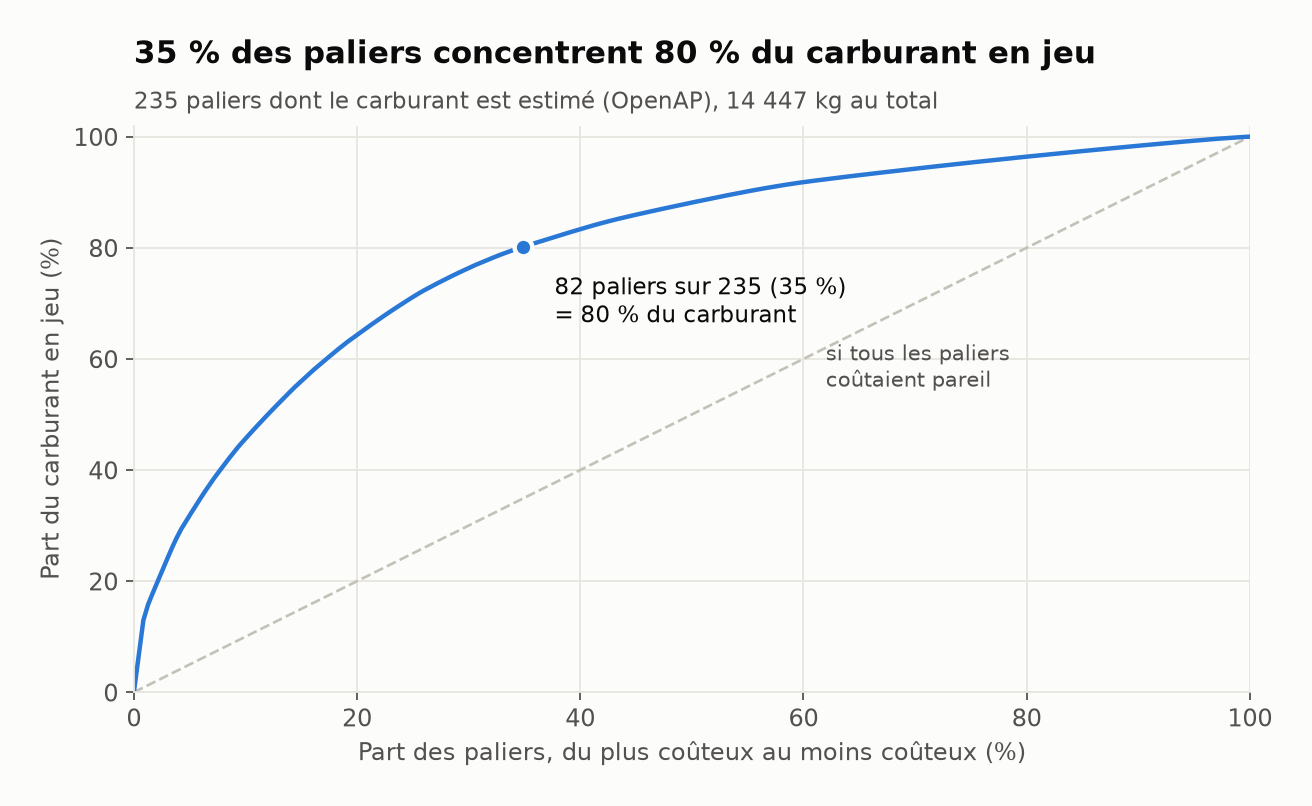 35 % des paliers concentrent 80 % du carburant en jeu
235 paliers dont le carburant est estimé (OpenAP), 14 447 kg au total
Part du carburant en jeu (%)
100
80
60
40
20
0
82 paliers sur 235 (35 %)
= 80 % du carburant
si tous les paliers
coûtaient pareil
0 20 40 60 80 100
Part des paliers, du plus coûteux au moins coûteux (%)